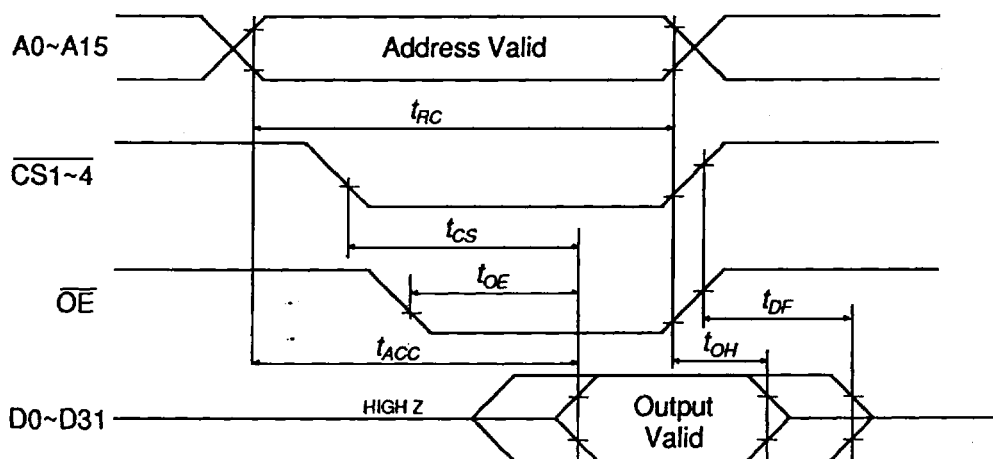 A0~A15
Address Valid
tRC
CS1~4
tCS
OE
tOE
tDF
tACC
tOH
D0~D31
HIGH Z
Output
Valid